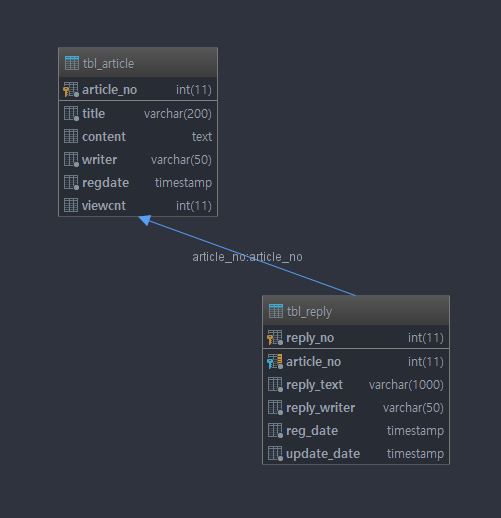 tbl_article
article_no int(11)
title varchar(200)
content text
writer varchar(50)
regdate timestamp
viewcnt int(11)
article_no:article_no
tbl_reply
reply_no int(11)
article_no int(11)
reply_text varchar(1000)
reply_writer varchar(50)
reg_date timestamp
update_date timestamp